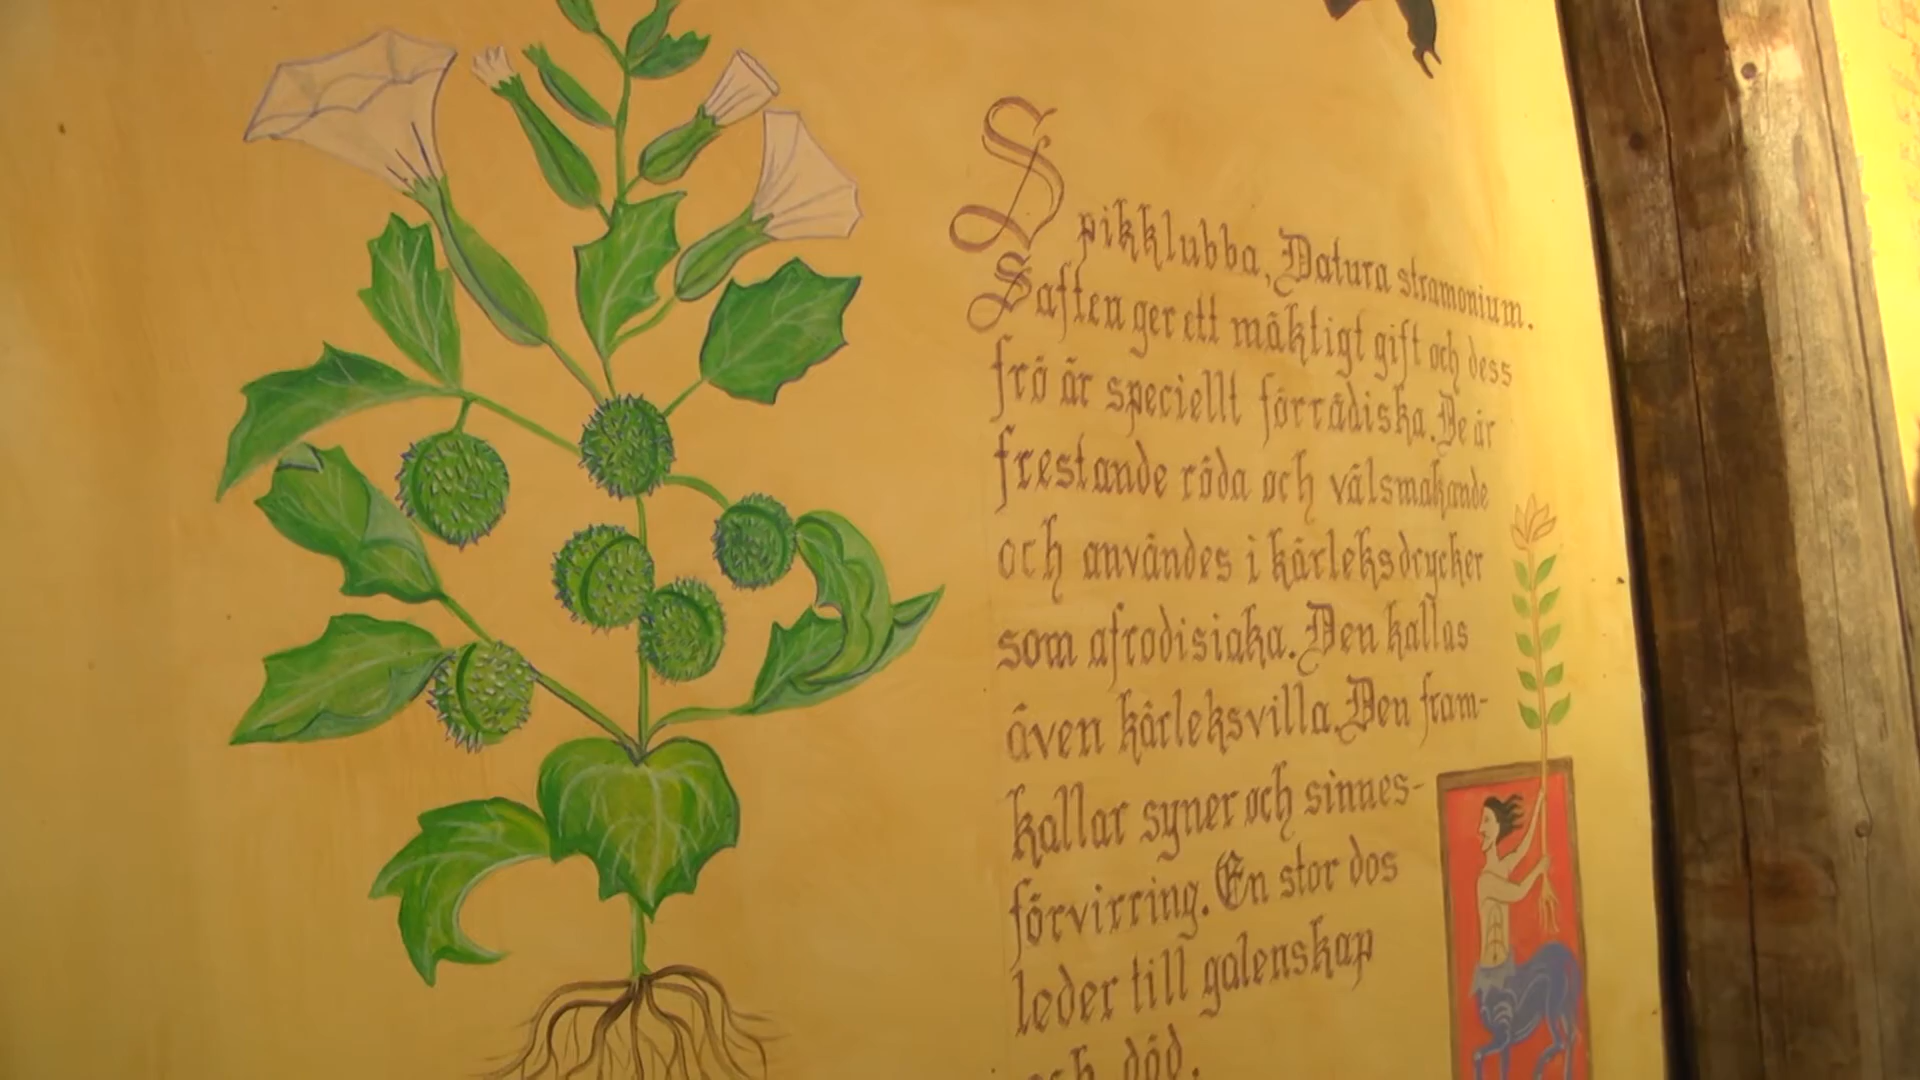 Spikklubba, Datura stramonium.
Saften ger ett mäktigt gift och dess
frö är speciellt förrädiska. De är
frestande röda och välsmakande
och användes i kärleksdrycker
som afrodisiaka. Den kallas
även kärleksvilla. Den fram-
kallar syner och sinnes-
förvirring. En stor dos
leder till galenskap
och död.